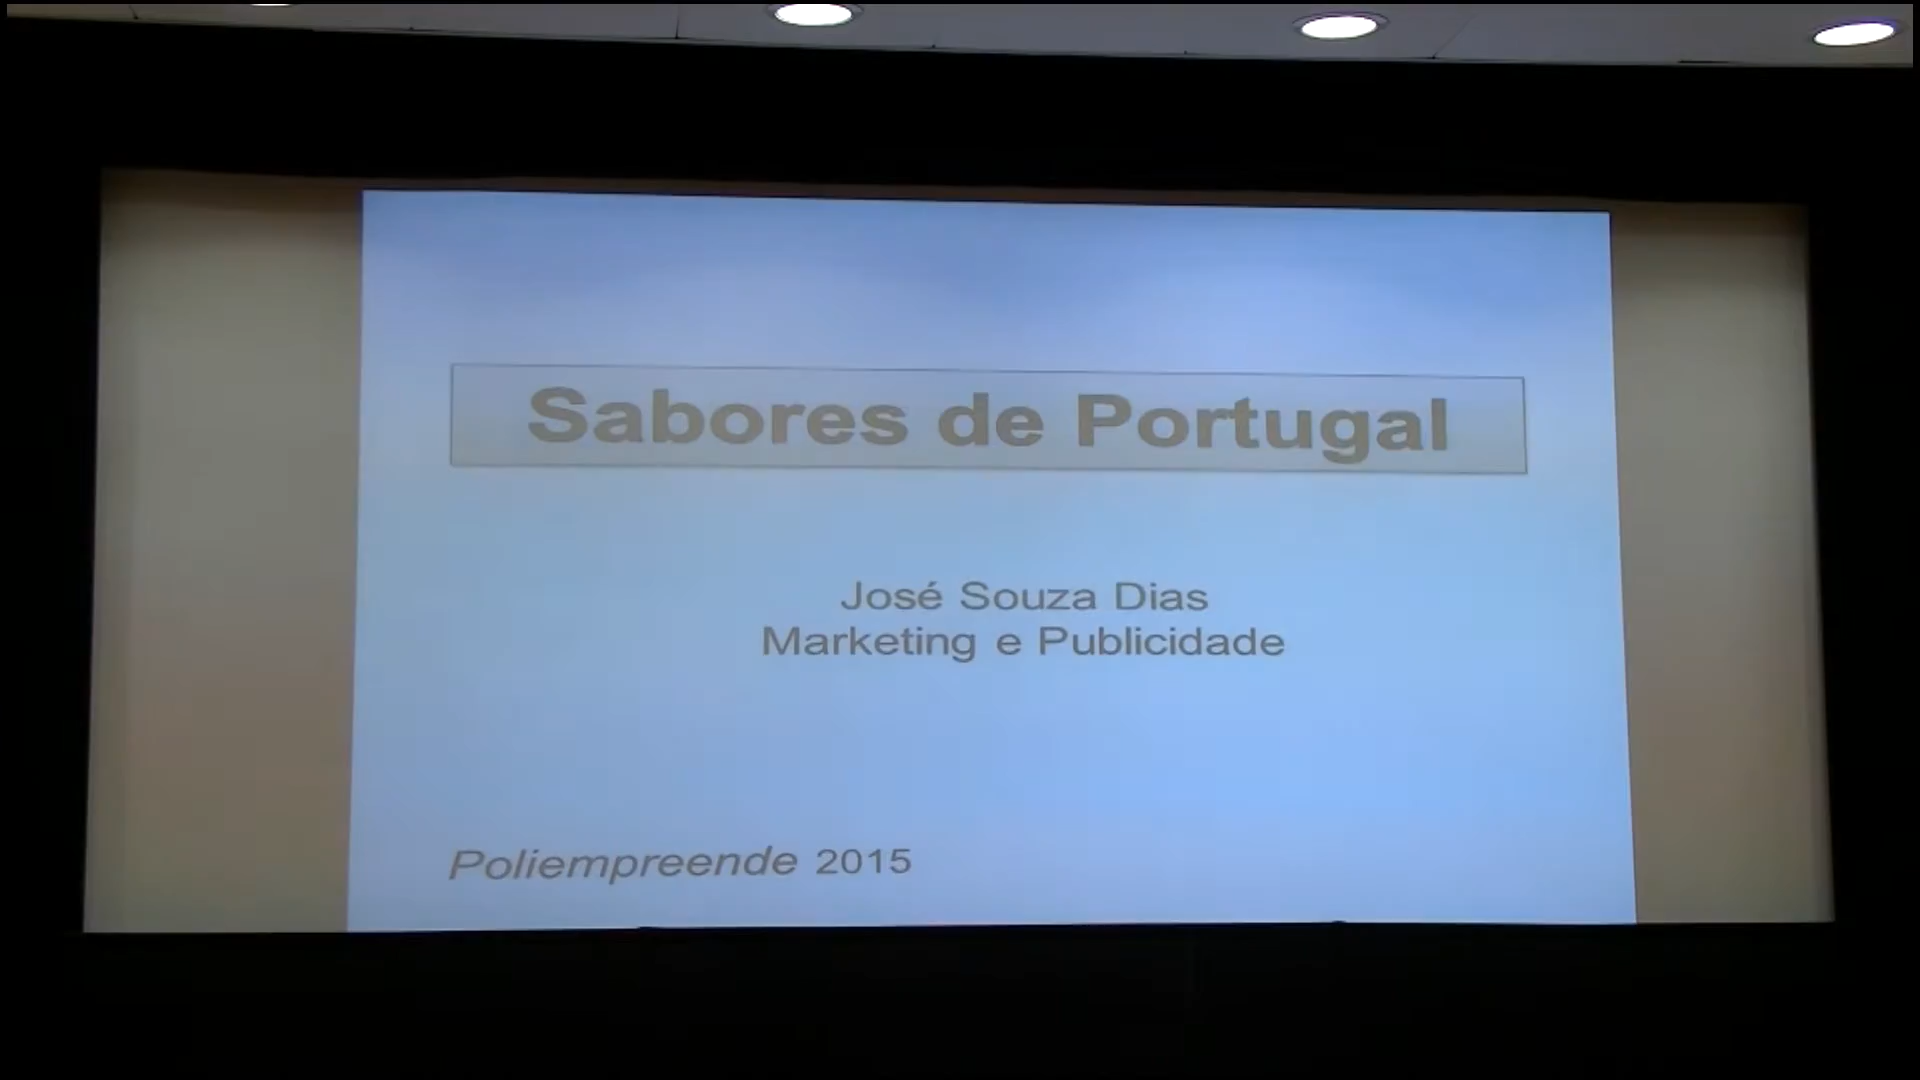 Sabores de Portugal
José Souza Dias
Marketing e Publicidade
Poliempreende 2015